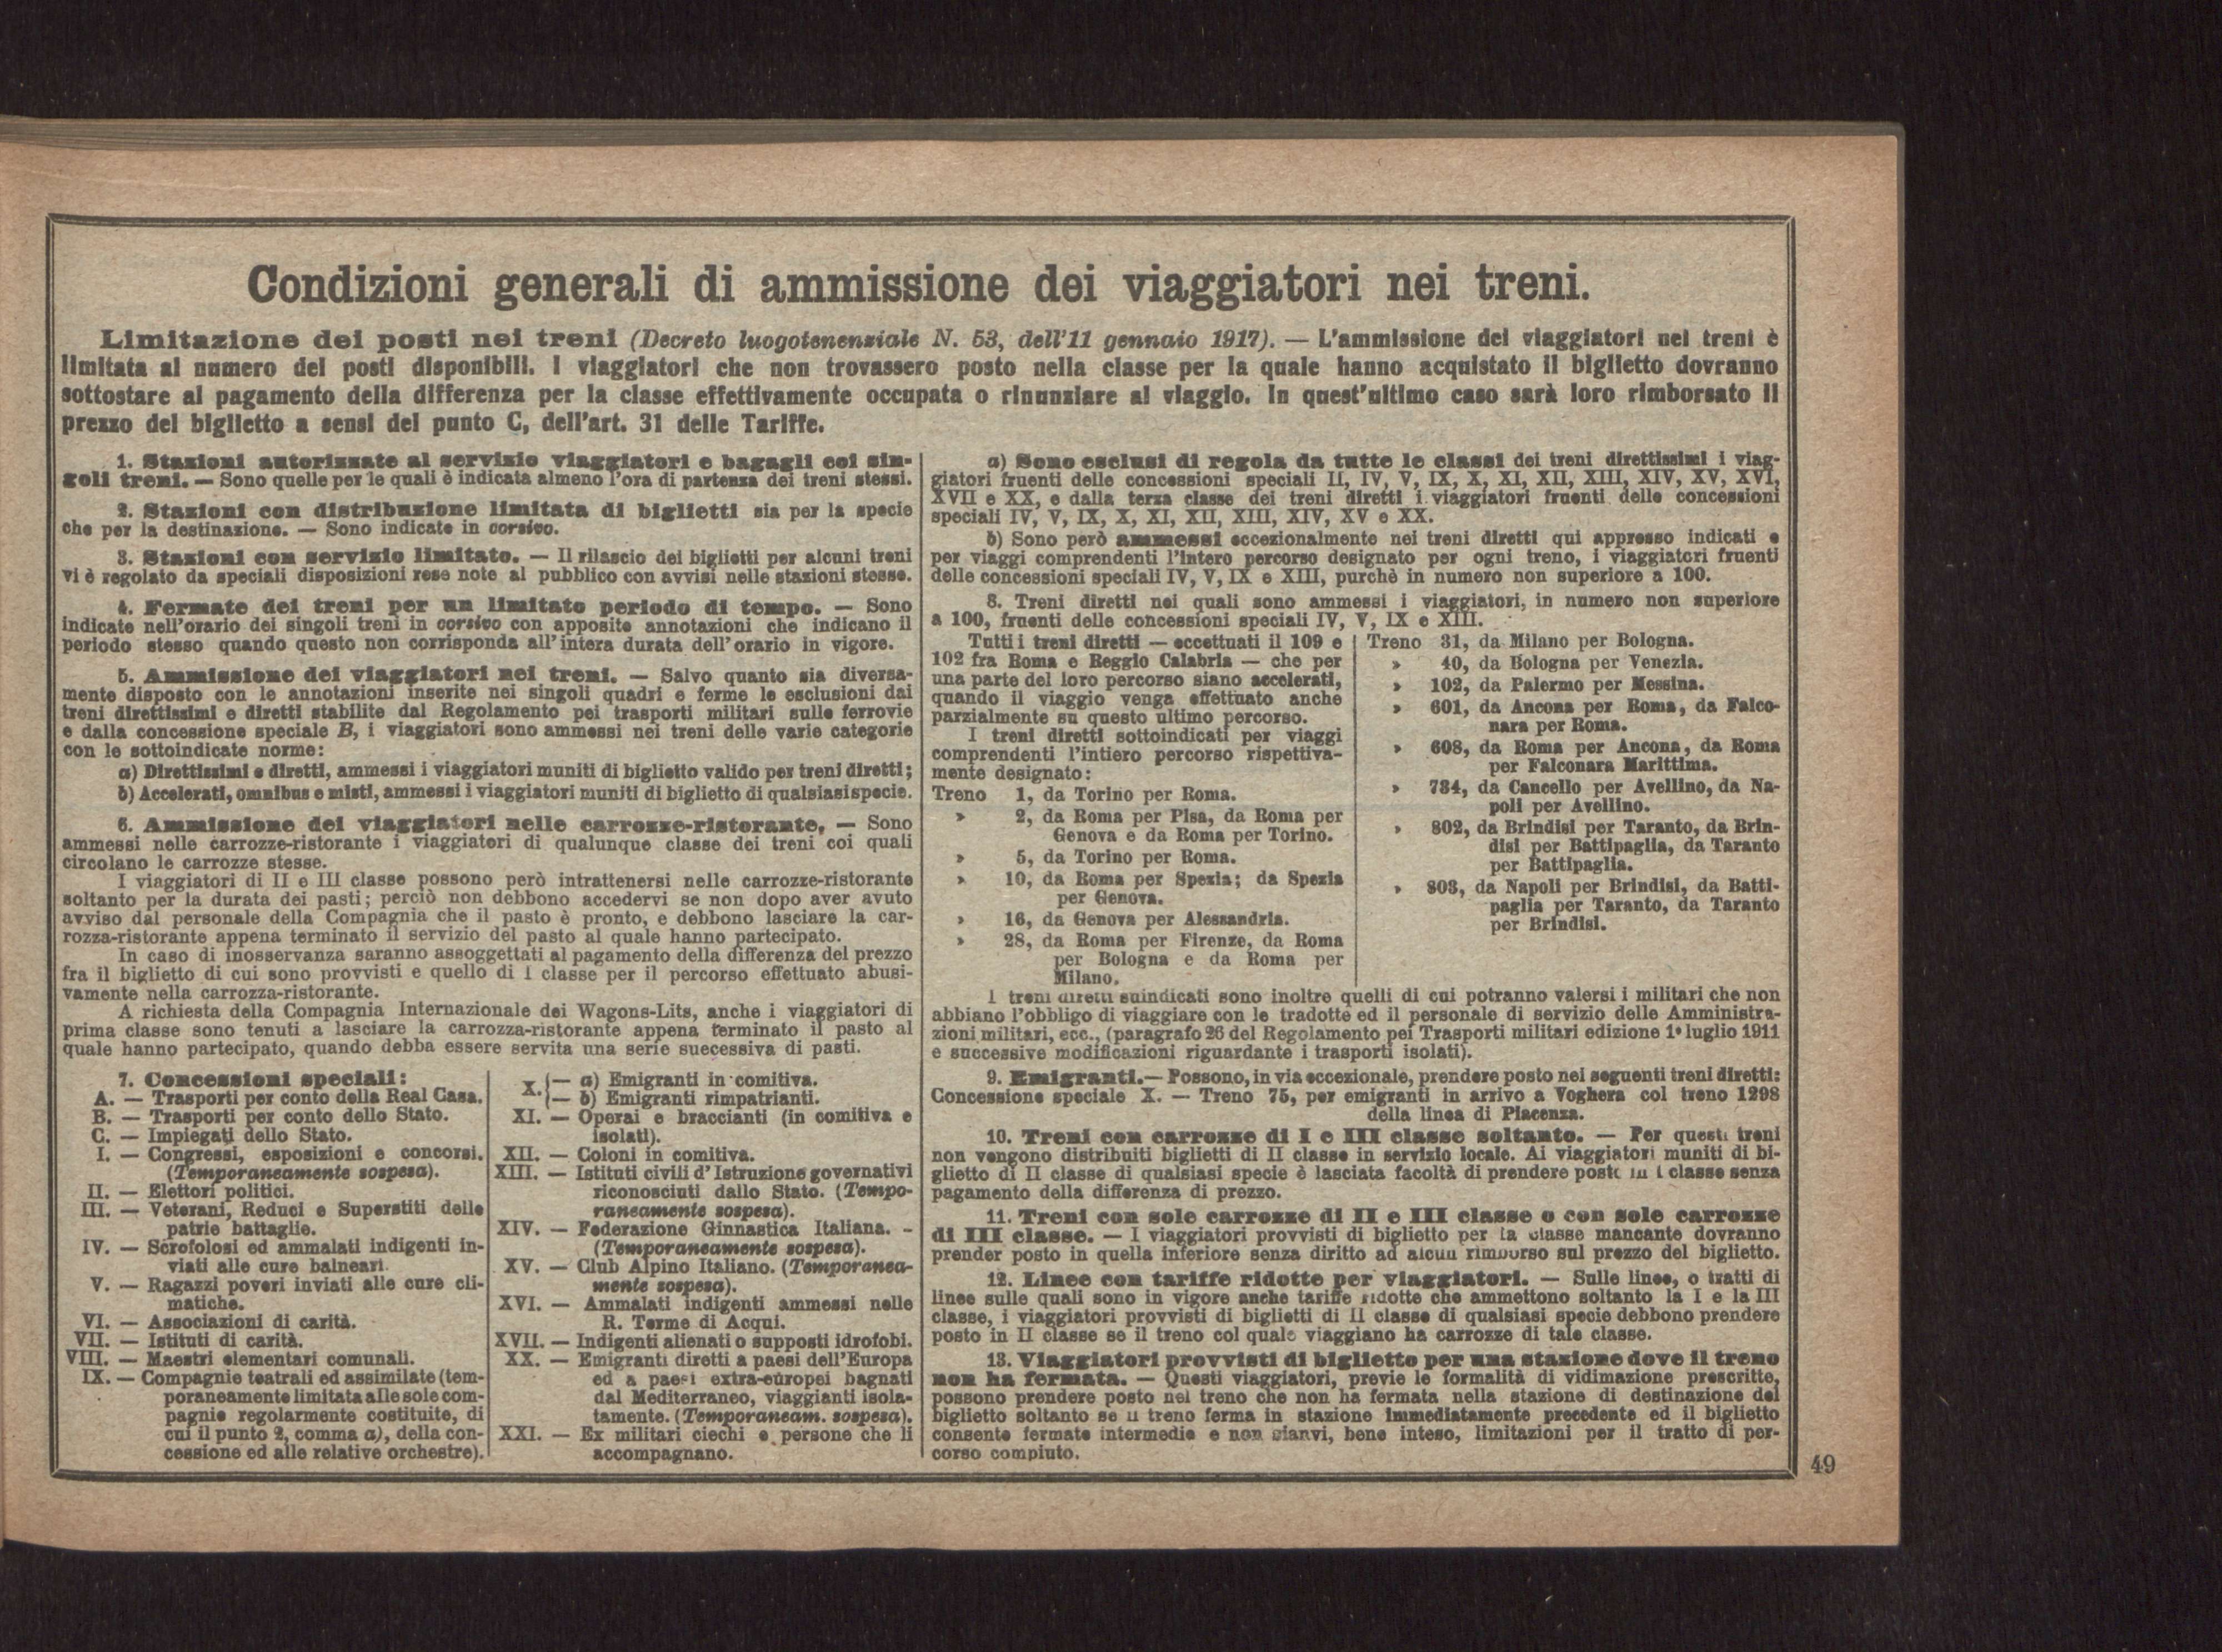 Condizioni generali di ammissione dei viaggiatori nei treni.
Limitazione dei posti nei treni (Decreto luogotenenziale N. 53, dell'11 gennaio 1917). — L'ammissione dei viaggiatori nei treni è
limitata al numero dei posti disponibili. I viaggiatori che non trovassero posto nella classe per la quale hanno acquistato il biglietto dovranno
sottostare al pagamento della differenza per la classe effettivamente occupata o rinunziare al viaggio. In quest'ultimo caso sarà loro rimborsato il
prezzo del biglietto a sensi del punto C, dell'art. 31 delle Tariffe.
1. Stazioni autorizzate al servizio viaggiatori e bagagli coi sin-
goli treni. — Sono quelle per le quali è indicata almeno l'ora di partenza dei treni stessi.
2. Stazioni con distribuzione limitata di biglietti sia per la specie
che per la destinazione. — Sono indicate in corsivo.
3. Stazioni con servizio limitato. — Il rilascio dei biglietti per alcuni treni
vi è regolato da speciali disposizioni rese note al pubblico con avvisi nelle stazioni stesse.
4. Fermate dei treni per un limitato periodo di tempo. — Sono
indicate nell'orario dei singoli treni in corsivo con apposite annotazioni che indicano il
periodo stesso quando questo non corrisponda all'intera durata dell'orario in vigore.
5. Ammissione dei viaggiatori nei treni. — Salvo quanto sia diversa-
mente disposto con le annotazioni inserite nei singoli quadri e ferme le esclusioni dai
treni direttissimi e diretti stabilite dal Regolamento pei trasporti militari sulle ferrovie
e dalla concessione speciale B, i viaggiatori sono ammessi nei treni delle varie categorie
con le sottoindicate norme:
a) Direttissimi e diretti, ammessi i viaggiatori muniti di biglietto valido per treni diretti;
b) Accelerati, omnibus e misti, ammessi i viaggiatori muniti di biglietto di qualsiasi specie.
6. Ammissione dei viaggiatori nelle carrozze-ristorante. — Sono
ammessi nelle carrozze-ristorante i viaggiatori di qualunque classe dei treni coi quali
circolano le carrozze stesse.
I viaggiatori di II e III classe possono però intrattenersi nelle carrozze-ristorante
soltanto per la durata dei pasti; perciò non debbono accedervi se non dopo aver avuto
avviso dal personale della Compagnia che il pasto è pronto, e debbono lasciare la car-
rozza-ristorante appena terminato il servizio del pasto al quale hanno partecipato.
In caso di inosservanza saranno assoggettati al pagamento della differenza del prezzo
fra il biglietto di cui sono provvisti e quello di I classe per il percorso effettuato abusi-
vamente nella carrozza-ristorante.
A richiesta della Compagnia Internazionale dei Wagons-Lits, anche i viaggiatori di
prima classe sono tenuti a lasciare la carrozza-ristorante appena terminato il pasto al
quale hanno partecipato, quando debba essere servita una serie successiva di pasti.
7. Concessioni speciali:
A. — Trasporti per conto della Real Casa.
B. — Trasporti per conto dello Stato.
C. — Impiegati dello Stato.
I. — Congressi, esposizioni e concorsi.
(Temporaneamente sospesa).
II. — Elettori politici.
III. — Veterani, Reduci e Superstiti delle
patrie battaglie.
IV. — Scrofolosi ed ammalati indigenti in-
viati alle cure balneari.
V. — Ragazzi poveri inviati alle cure cli-
matiche.
VI. — Associazioni di carità.
VII. — Istituti di carità.
VIII. — Maestri elementari comunali.
IX. — Compagnie teatrali ed assimilate (tem-
poraneamente limitata alle sole com-
pagnie regolarmente costituite, di
cui il punto 2, comma a), della con-
cessione ed alle relative orchestre).
X. — a) Emigranti in comitiva.
— b) Emigranti rimpatrianti.
XI. — Operai e braccianti (in comitiva e
isolati).
XII. — Coloni in comitiva.
XIII. — Istituti civili d'Istruzione governativi
riconosciuti dallo Stato. (Tempo-
raneamente sospesa).
XIV. — Federazione Ginnastica Italiana. -
(Temporaneamente sospesa).
XV. — Club Alpino Italiano. (Temporanea-
mente sospesa).
XVI. — Ammalati indigenti ammessi nelle
R. Terme di Acqui.
XVII. — Indigenti alienati o supposti idrofobi.
XX. — Emigranti diretti a paesi dell'Europa
ed a paesi extra-europei bagnati
dal Mediterraneo, viaggianti isola-
tamente. (Temporaneam. sospesa).
XXI. — Ex militari ciechi e persone che li
accompagnano.
a) Sono esclusi di regola da tutte le classi dei treni direttissimi i viag-
giatori fruenti delle concessioni speciali II, IV, V, IX, X, XI, XII, XIII, XIV, XV, XVI,
XVII e XX, e dalla terza classe dei treni diretti i viaggiatori fruenti delle concessioni
speciali IV, V, IX, X, XI, XII, XIII, XIV, XV e XX.
b) Sono però ammessi eccezionalmente nei treni diretti qui appresso indicati e
per viaggi comprendenti l'intero percorso designato per ogni treno, i viaggiatori fruenti
delle concessioni speciali IV, V, IX e XIII, purchè in numero non superiore a 100.
8. Treni diretti nei quali sono ammessi i viaggiatori, in numero non superiore
a 100, fruenti delle concessioni speciali IV, V, IX e XIII.
Tutti i treni diretti — eccettuati il 109 e
102 fra Roma e Reggio Calabria — che per
una parte del loro percorso siano accelerati,
quando il viaggio venga effettuato anche
parzialmente su questo ultimo percorso.
I treni diretti sottoindicati per viaggi
comprendenti l'intiero percorso rispettiva-
mente designato:
Treno 1, da Torino per Roma.
» 2, da Roma per Pisa, da Roma per
Genova e da Roma per Torino.
» 5, da Torino per Roma.
» 10, da Roma per Spezia; da Spezia
per Genova.
» 16, da Genova per Alessandria.
» 28, da Roma per Firenze, da Roma
per Bologna e da Roma per
Milano.
Treno 31, da Milano per Bologna.
» 40, da Bologna per Venezia.
» 102, da Palermo per Messina.
» 601, da Ancona per Roma, da Falco-
nara per Roma.
» 608, da Roma per Ancona, da Roma
per Falconara Marittima.
» 784, da Cancello per Avellino, da Na-
poli per Avellino.
» 802, da Brindisi per Taranto, da Brin-
disi per Battipaglia, da Taranto
per Battipaglia.
» 803, da Napoli per Brindisi, da Batti-
paglia per Taranto, da Taranto
per Brindisi.
I treni diretti suindicati sono inoltre quelli di cui potranno valersi i militari che non
abbiano l'obbligo di viaggiare con le tradotte ed il personale di servizio delle Amministra-
zioni militari, ecc., (paragrafo 26 del Regolamento pei Trasporti militari edizione 1º luglio 1911
e successive modificazioni riguardante i trasporti isolati).
9. Emigranti. — Possono, in via eccezionale, prendere posto nei seguenti treni diretti:
Concessione speciale X. — Treno 75, per emigranti in arrivo a Voghera col treno 1298
della linea di Piacenza.
10. Treni con carrozze di I e III classe soltanto. — Per questi treni
non vengono distribuiti biglietti di II classe in servizio locale. Ai viaggiatori muniti di bi-
glietto di II classe di qualsiasi specie è lasciata facoltà di prendere posto in I classe senza
pagamento della differenza di prezzo.
11. Treni con sole carrozze di II e III classe o con sole carrozze
di III classe. — I viaggiatori provvisti di biglietto per la classe mancante dovranno
prender posto in quella inferiore senza diritto ad alcun rimborso sul prezzo del biglietto.
12. Linee con tariffe ridotte per viaggiatori. — Sulle linee, o tratti di
linee sulle quali sono in vigore anche tariffe ridotte che ammettono soltanto la I e la III
classe, i viaggiatori provvisti di biglietti di II classe di qualsiasi specie debbono prendere
posto in II classe se il treno col quale viaggiano ha carrozze di tale classe.
13. Viaggiatori provvisti di biglietto per una stazione dove il treno
non ha fermata. — Questi viaggiatori, previe le formalità di vidimazione prescritte,
possono prendere posto nel treno che non ha fermata nella stazione di destinazione del
biglietto soltanto se il treno ferma in stazione immediatamente precedente ed il biglietto
consente fermate intermedie e non sianvi, bene inteso, limitazioni per il tratto di per-
corso compiuto.
49